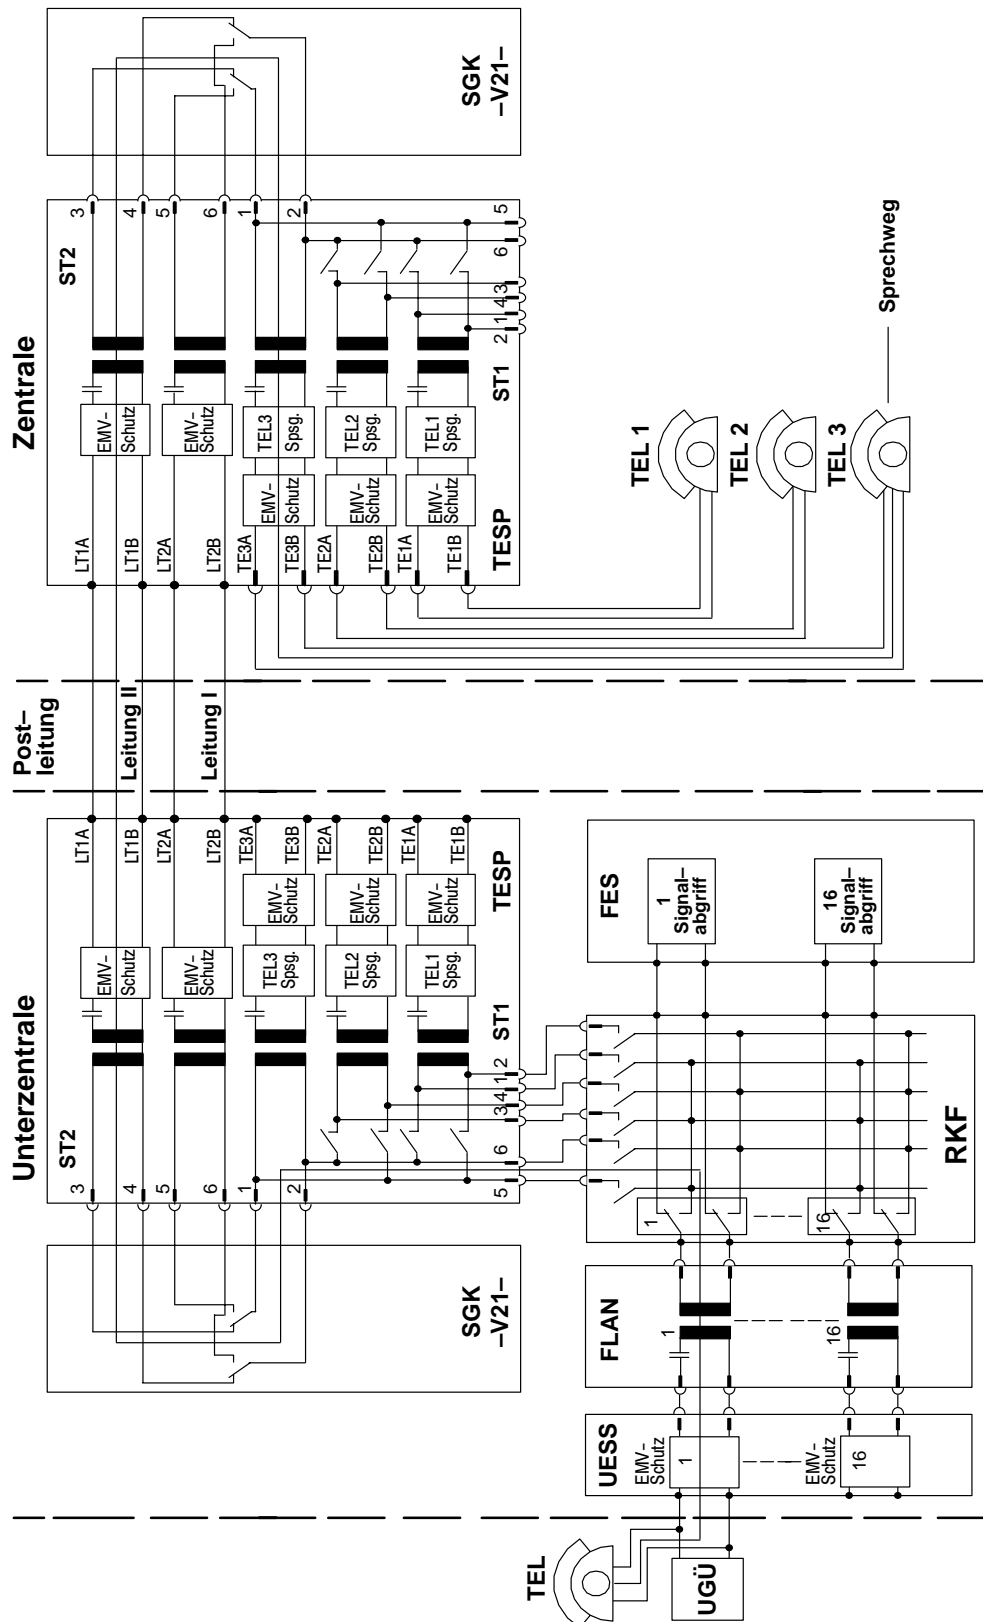 Unterzentrale
Post–
leitung
Zentrale
SGK
–V21–
ST2
3
4
5
6
1
2
EMV–
Schutz
EMV–
Schutz
TEL3
Spsg.
TEL2
Spsg.
TEL1
Spsg.
EMV–
Schutz
EMV–
Schutz
EMV–
Schutz
LT1A
LT1B
LT2A
LT2B
TE3A
TE3B
TE2A
TE2B
TE1A
TE1B
5
6
3
4
1
2
ST1
TESP
Leitung II
Leitung I
LT1A
LT1B
LT2A
LT2B
TE3A
TE3B
TE2A
TE2B
TE1A
TE1B
EMV–
Schutz
EMV–
Schutz
EMV–
Schutz
EMV–
Schutz
EMV–
Schutz
TEL3
Spsg.
TEL2
Spsg.
TEL1
Spsg.
TESP
ST1
2
1
4
3
6
5
ST2
3
4
5
6
1
2
SGK
–V21–
TEL
UGÜ
UESS
EMV–
Schutz
1
EMV–
Schutz
16
FLAN
1
16
1
16
RKF
FES
1
Signal–
abgriff
16
Signal–
abgriff
TEL 1
TEL 2
TEL 3
Sprechweg